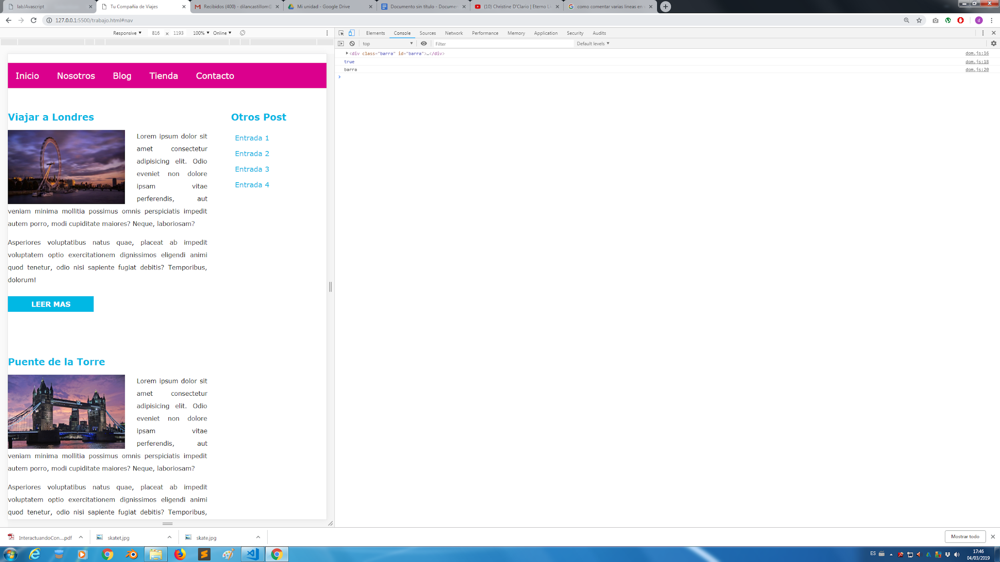 labJAvascript
Tu Compañia de Viajes
Recibidos (400) - dilancastillom@
Mi unidad - Google Drive
Documento sin título - Documen
(10) Christine D'Clario | Eterno Li
como comentar varias lineas en v
127.0.0.1:5500/trabajo.html#nav
d
Responsive ▼ 816 × 1193 100% ▼ Online ▼
Elements Console Sources Network Performance Memory Application Security Audits
top ▼ Filter Default levels ▼
<div class="barra" id="barra">…</div> dom.js:16
true dom.js:18
barra dom.js:20
Inicio Nosotros Blog Tienda Contacto
Viajar a Londres
Lorem ipsum dolor sit
amet consectetur
adipisicing elit. Odio
eveniet non dolore
ipsam vitae
perferendis, aut
veniam minima mollitia possimus omnis perspiciatis impedit
autem porro, modi cupiditate maiores? Neque, laboriosam?
Asperiores voluptatibus natus quae, placeat ab impedit
voluptatem optio exercitationem dignissimos eligendi animi
quod tenetur, odio nisi sapiente fugiat debitis? Temporibus,
dolorum!
LEER MAS
Otros Post
Entrada 1
Entrada 2
Entrada 3
Entrada 4
Puente de la Torre
Lorem ipsum dolor sit
amet consectetur
adipisicing elit. Odio
eveniet non dolore
ipsam vitae
perferendis, aut
veniam minima mollitia possimus omnis perspiciatis impedit
autem porro, modi cupiditate maiores? Neque, laboriosam?
Asperiores voluptatibus natus quae, placeat ab impedit
voluptatem optio exercitationem dignissimos eligendi animi
quod tenetur, odio nisi sapiente fugiat debitis? Temporibus,
InteractuandoCon....pdf
skatet.jpg
skate.jpg
Mostrar todo
ES
17:46
04/03/2019